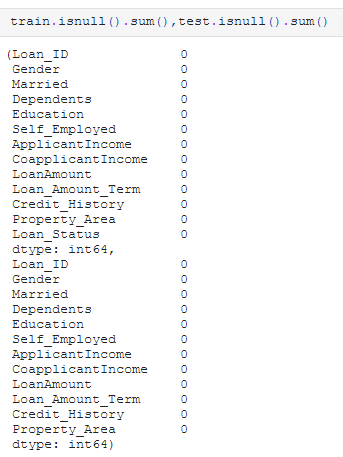 train.isnull().sum(),test.isnull().sum()
(Loan_ID 0
Gender 0
Married 0
Dependents 0
Education 0
Self_Employed 0
ApplicantIncome 0
CoapplicantIncome 0
LoanAmount 0
Loan_Amount_Term 0
Credit_History 0
Property_Area 0
Loan_Status 0
dtype: int64,
Loan_ID 0
Gender 0
Married 0
Dependents 0
Education 0
Self_Employed 0
ApplicantIncome 0
CoapplicantIncome 0
LoanAmount 0
Loan_Amount_Term 0
Credit_History 0
Property_Area 0
dtype: int64)